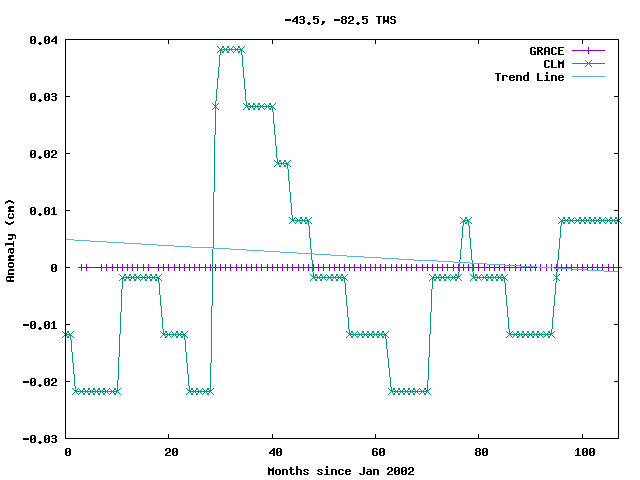 -43.5, -82.5 TWS
GRACE
CLM
Trend Line
0.04
0.03
0.02
0.01
0
-0.01
-0.02
-0.03
Anomaly (cm)
0 20 40 60 80 100
Months since Jan 2002